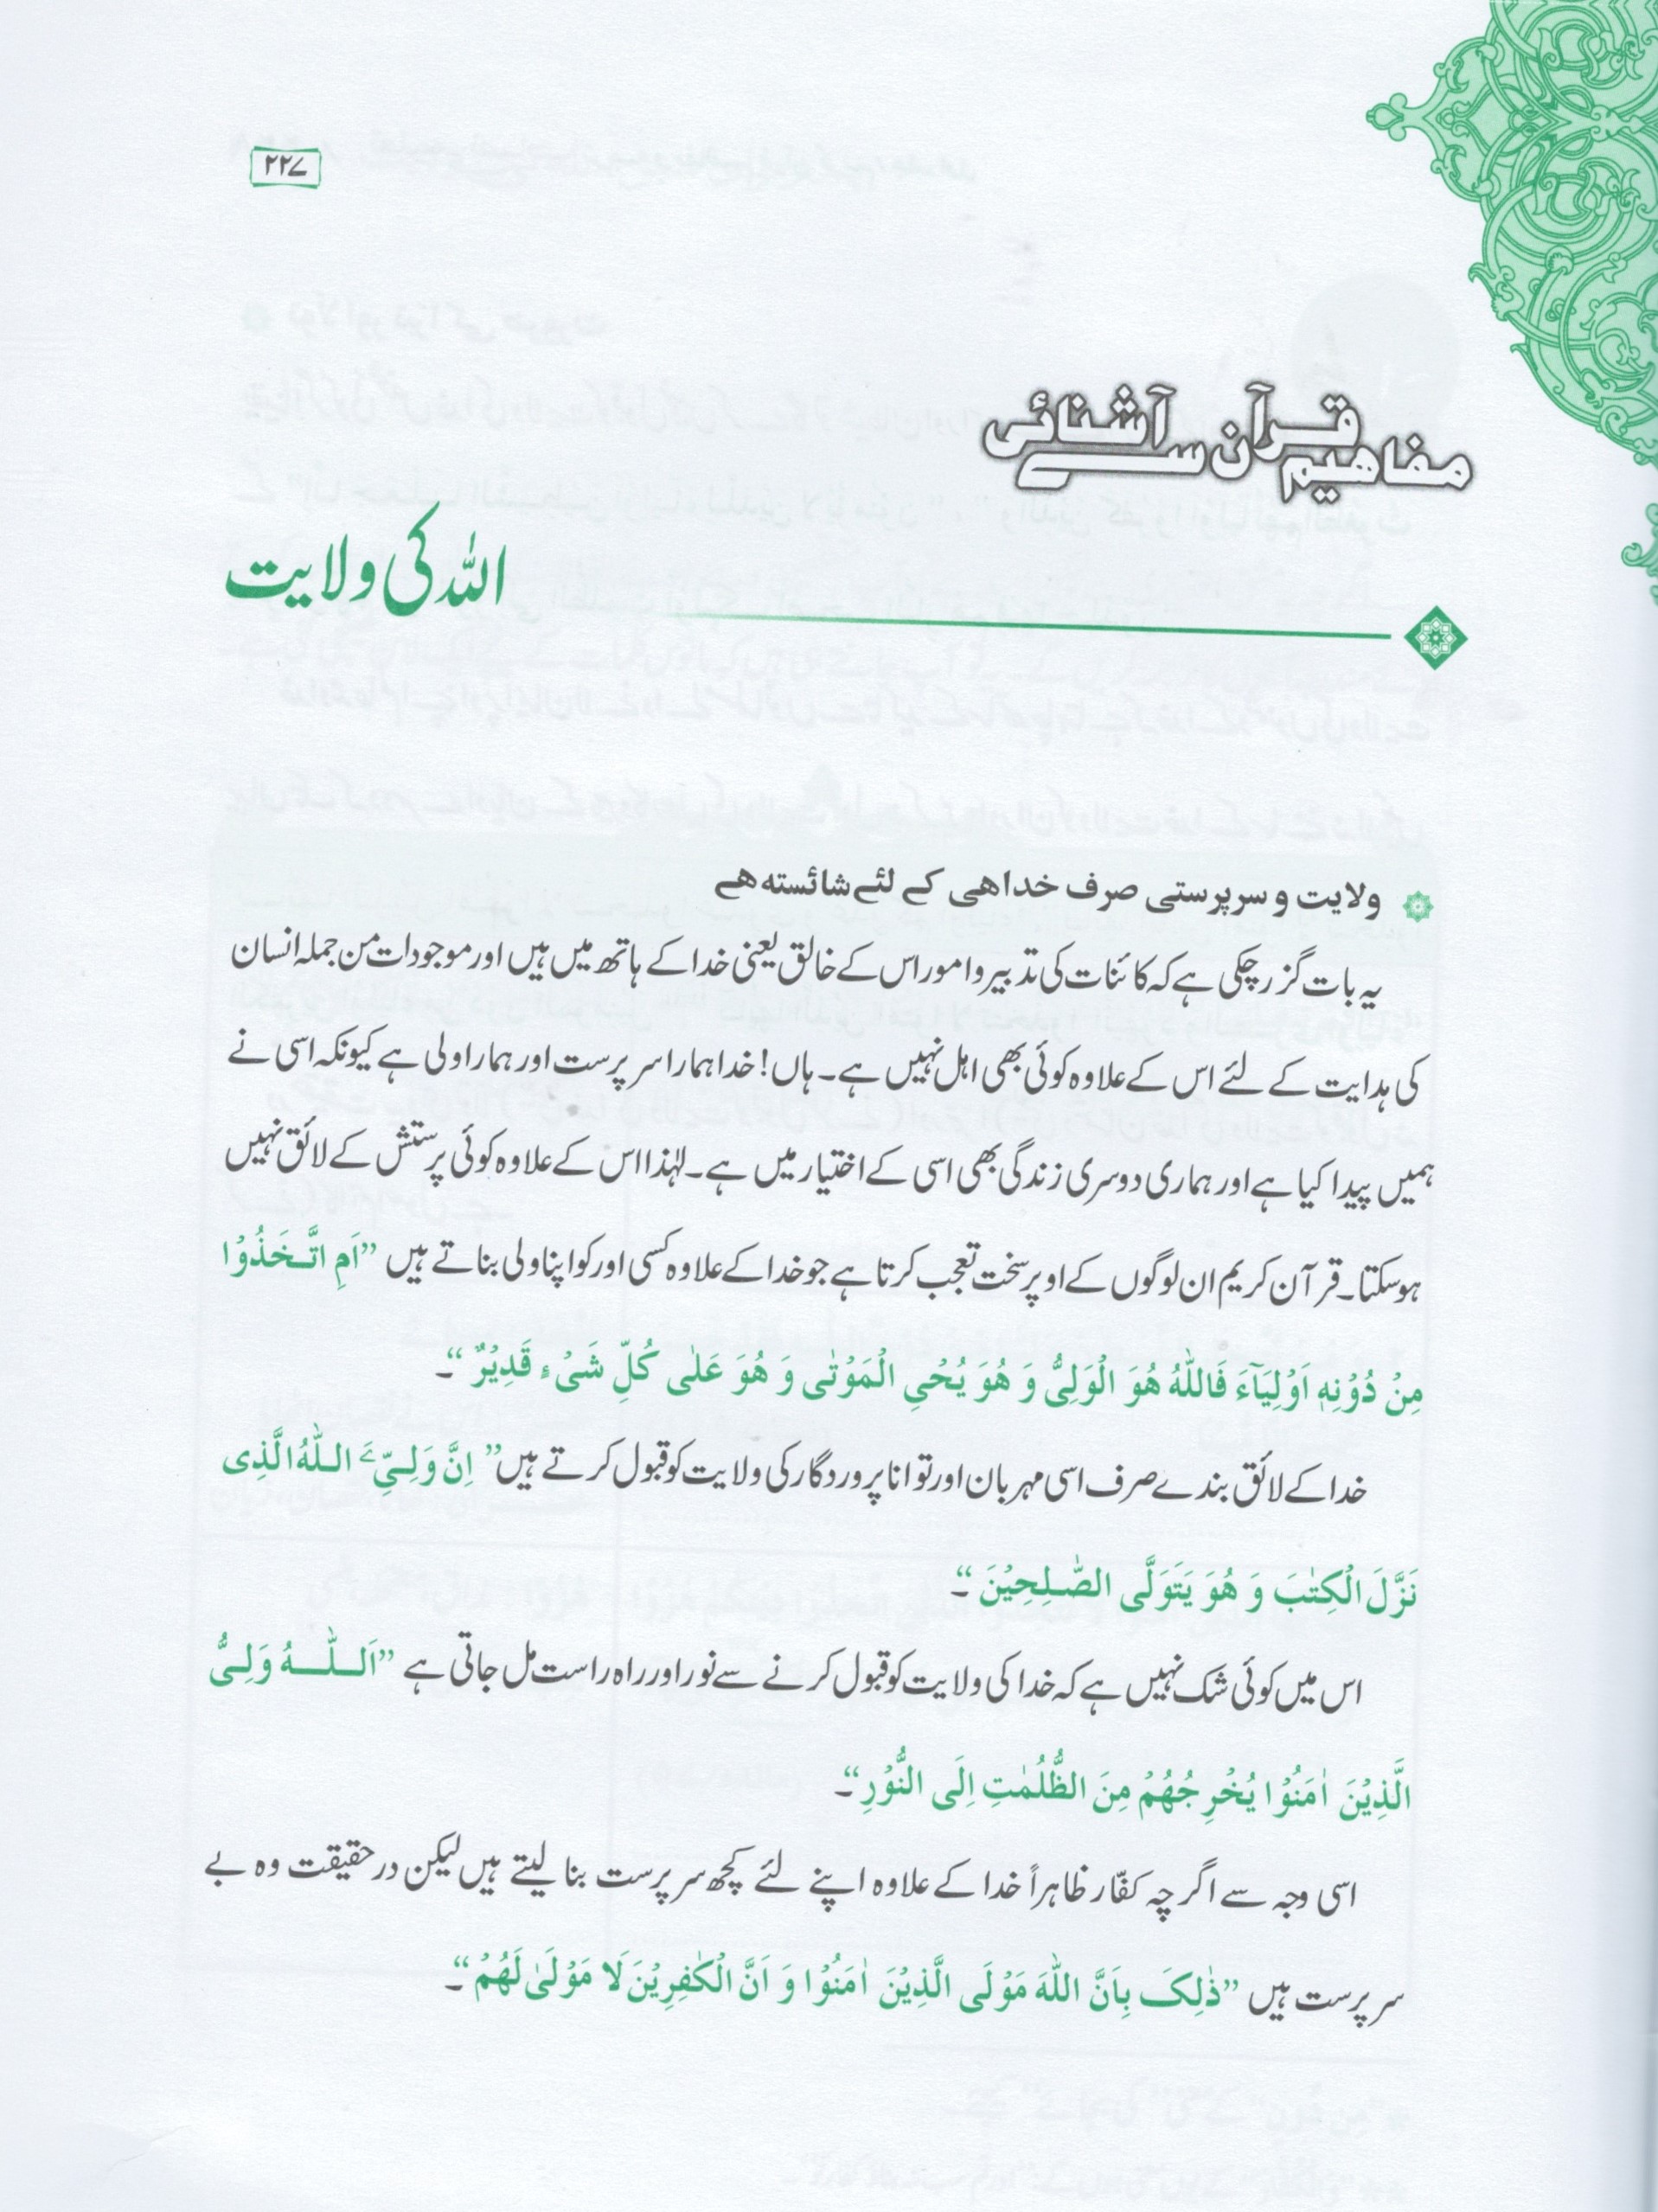 ۲۲۷
مفاهیم قرآن سے آشنائی
اللہ کی ولایت
ولایت و سرپرستی صرف خداهی کے لئے شائسته هے
یہ بات گزر چکی ہے کہ کائنات کی تدبیر و امور اس کے خالق یعنی خدا کے ہاتھ میں ہیں اور موجودات من جملہ انسان
کی ہدایت کے لئے اس کے علاوہ کوئی بھی اہل نہیں ہے۔ ہاں! خدا ہمارا سرپرست اور ہمارا ولی ہے کیونکہ اسی نے
ہمیں پیدا کیا ہے اور ہماری دوسری زندگی بھی اسی کے اختیار میں ہے۔ لہٰذا اس کے علاوہ کوئی پرستش کے لائق نہیں
ہو سکتا۔ قرآن کریم ان لوگوں کے اوپر سخت تعجب کرتا ہے جو خدا کے علاوہ کسی اور کو اپنا ولی بناتے ہیں ”اَمِ اتَّخَذُوْا
مِنْ دُوْنِهٖ اَوْلِيَآءَ فَاللّٰهُ هُوَ الْوَلِىُّ وَ هُوَ يُحْىِ الْمَوْتٰى وَ هُوَ عَلٰى كُلِّ شَىْءٍ قَدِيْرٌ“۔
خدا کے لائق بندے صرف اسی مہربان اور توانا پروردگار کی ولایت کو قبول کرتے ہیں ”اِنَّ وَلِيِّےَ اللّٰهُ الَّذِى
نَزَّلَ الْكِتٰبَ وَ هُوَ يَتَوَلَّى الصّٰلِحِيْنَ“۔
اس میں کوئی شک نہیں ہے کہ خدا کی ولایت کو قبول کرنے سے نور اور راہ راست مل جاتی ہے ”اَللّٰهُ وَلِىُّ
الَّذِيْنَ اٰمَنُوْا يُخْرِجُهُمْ مِنَ الظُّلُمٰتِ اِلَى النُّوْرِ“۔
اسی وجہ سے اگرچہ کفّار ظاہراً خدا کے علاوہ اپنے لئے کچھ سرپرست بنا لیتے ہیں لیکن در حقیقت وہ بے
سرپرست ہیں ”ذٰلِکَ بِاَنَّ اللّٰهَ مَوْلَى الَّذِيْنَ اٰمَنُوْا وَ اَنَّ الْكٰفِرِيْنَ لَا مَوْلٰى لَهُمْ“۔